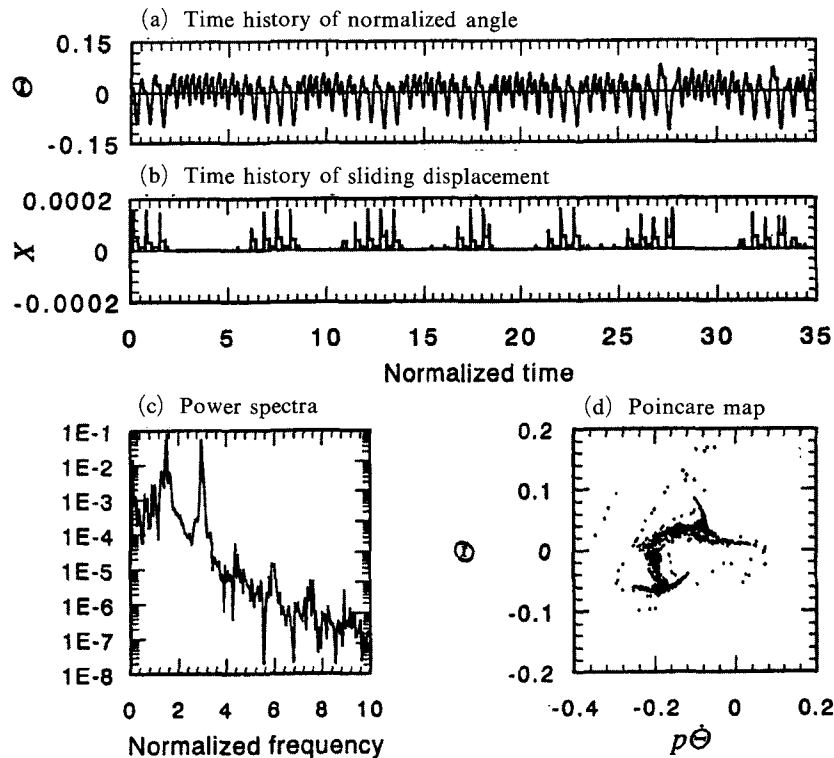 (a) Time history of normalized angle
0.15
Θ
0
-0.15
(b) Time history of sliding displacement
0.0002
X
0
-0.0002
0 5 10 15 20 25 30 35
Normalized time
(c) Power spectra
1E-1
1E-2
1E-3
1E-4
1E-5
1E-6
1E-7
1E-8
0 2 4 6 8 10
Normalized frequency
(d) Poincare map
0.2
0.1
Θ
0
-0.1
-0.2
-0.4 -0.2 0 0.2
pΘ̇